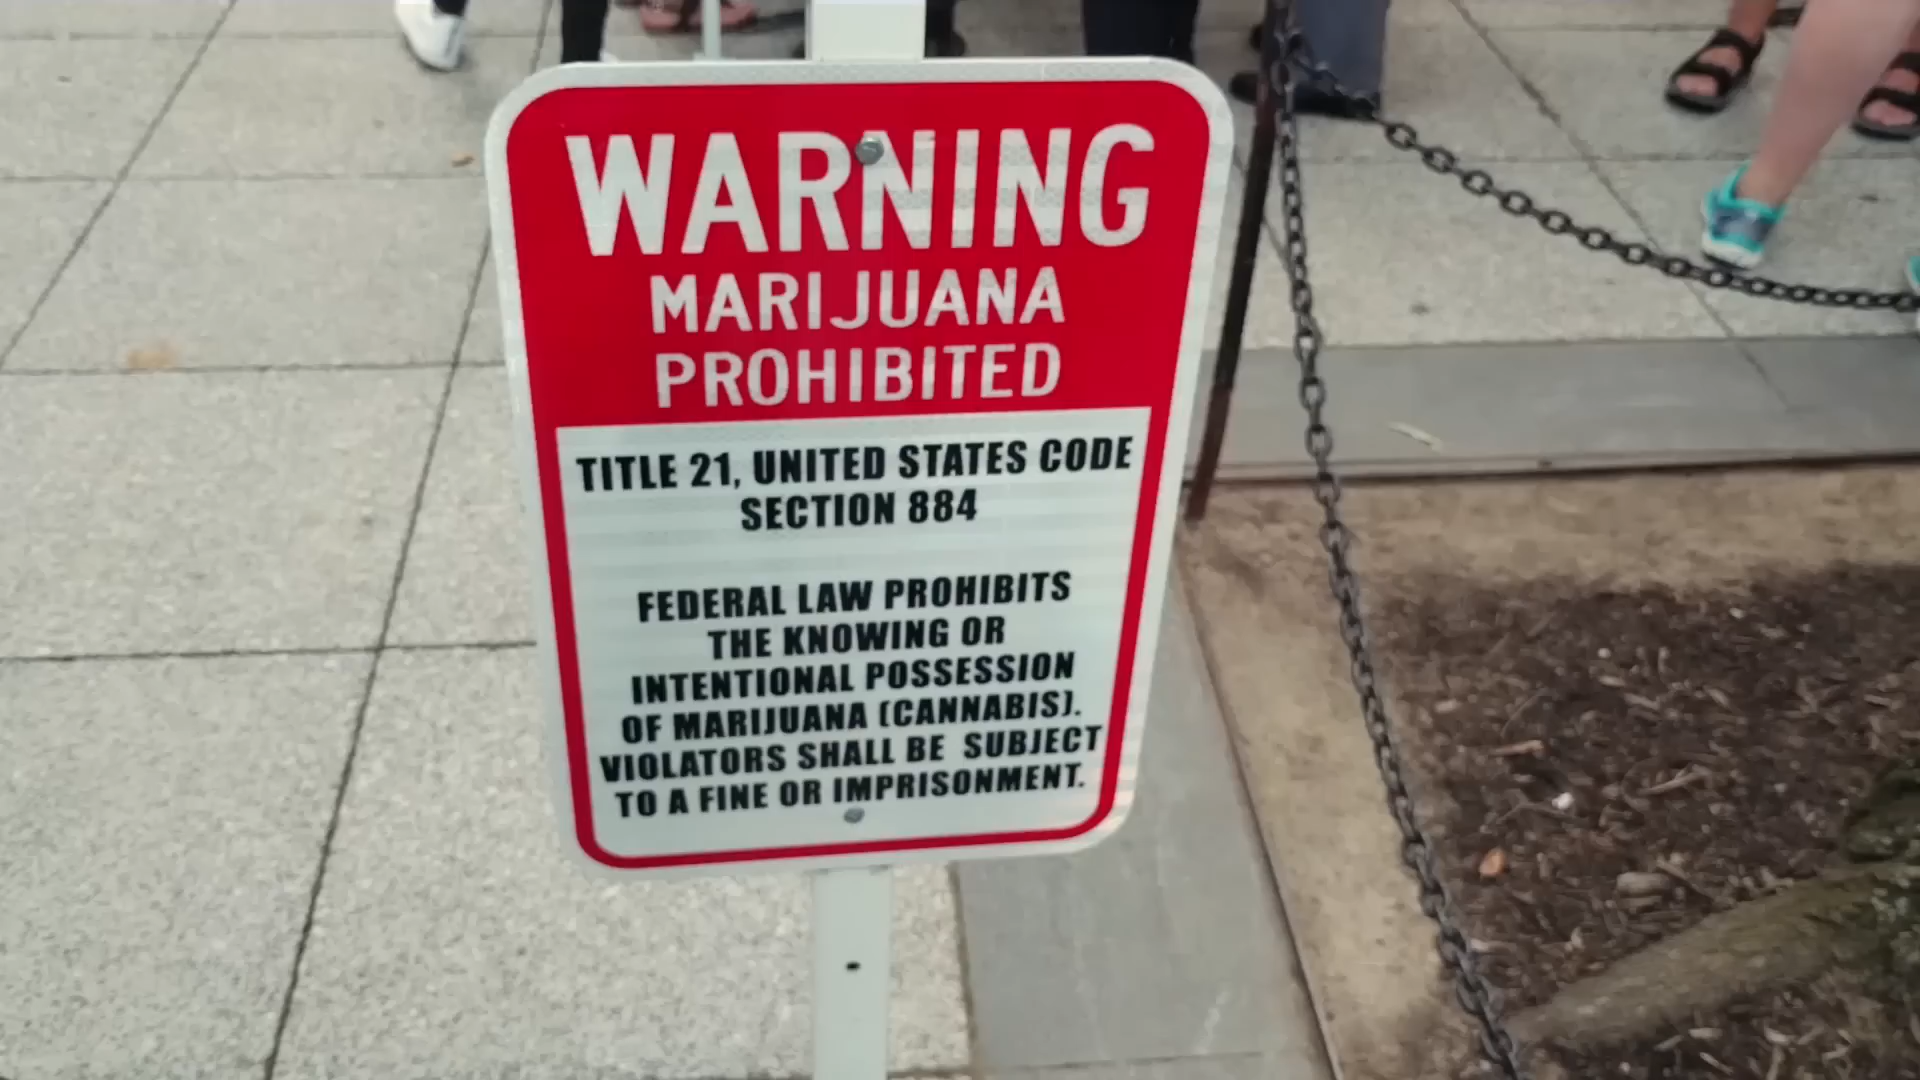 WARNING
MARIJUANA
PROHIBITED
TITLE 21, UNITED STATES CODE
SECTION 884
FEDERAL LAW PROHIBITS
THE KNOWING OR
INTENTIONAL POSSESSION
OF MARIJUANA (CANNABIS).
VIOLATORS SHALL BE SUBJECT
TO A FINE OR IMPRISONMENT.